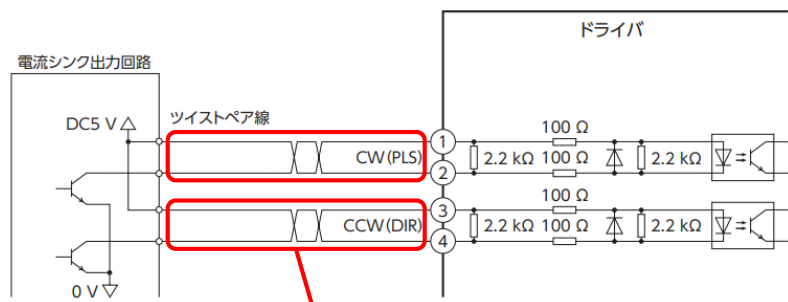 ドライバ
電流シンク出力回路
DC5 V
ツイストペア線
CW(PLS)
1
2
2.2 kΩ
100 Ω
100 Ω
2.2 kΩ
CCW(DIR)
3
4
2.2 kΩ
100 Ω
100 Ω
2.2 kΩ
0 V